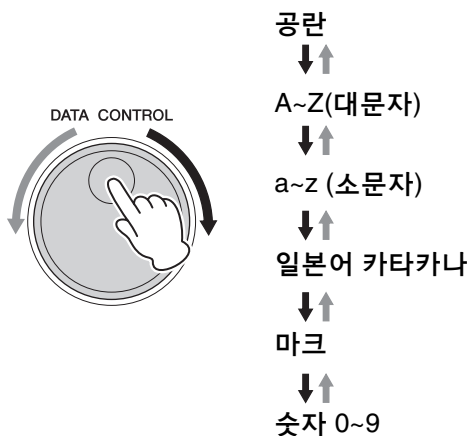 공란
A~Z(대문자)
DATA CONTROL
a~z (소문자)
일본어 카타카나
마크
숫자 0~9